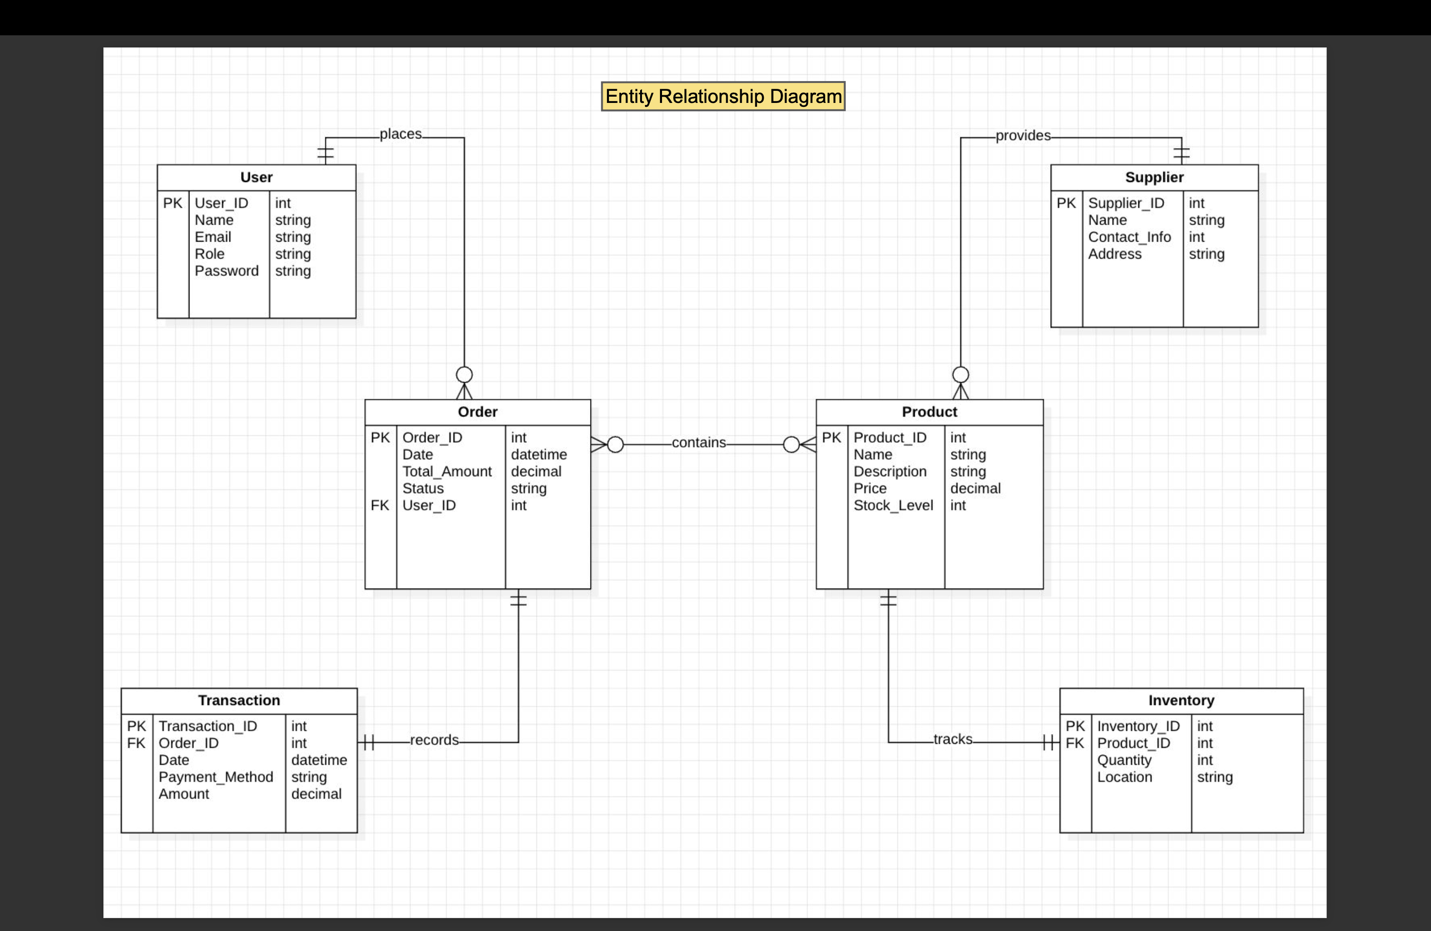 Entity Relationship Diagram
places
provides
User
PK User_ID int
Name string
Email string
Role string
Password string
Supplier
PK Supplier_ID int
Name string
Contact_Info int
Address string
Order
PK Order_ID int
Date datetime
Total_Amount decimal
Status string
FK User_ID int
contains
Product
PK Product_ID int
Name string
Description string
Price decimal
Stock_Level int
Transaction
PK Transaction_ID int
FK Order_ID int
Date datetime
Payment_Method string
Amount decimal
records
tracks
Inventory
PK Inventory_ID int
FK Product_ID int
Quantity int
Location string